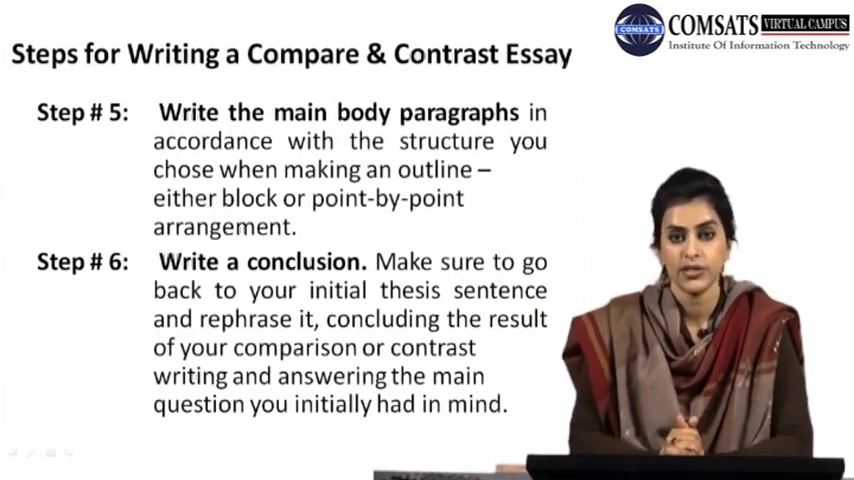 COMSATS VIRTUAL CAMPUS
Institute Of Information Technology
COMSATS
Steps for Writing a Compare & Contrast Essay
Step # 5: Write the main body paragraphs in
accordance with the structure you
chose when making an outline –
either block or point-by-point
arrangement.
Step # 6: Write a conclusion. Make sure to go
back to your initial thesis sentence
and rephrase it, concluding the result
of your comparison or contrast
writing and answering the main
question you initially had in mind.